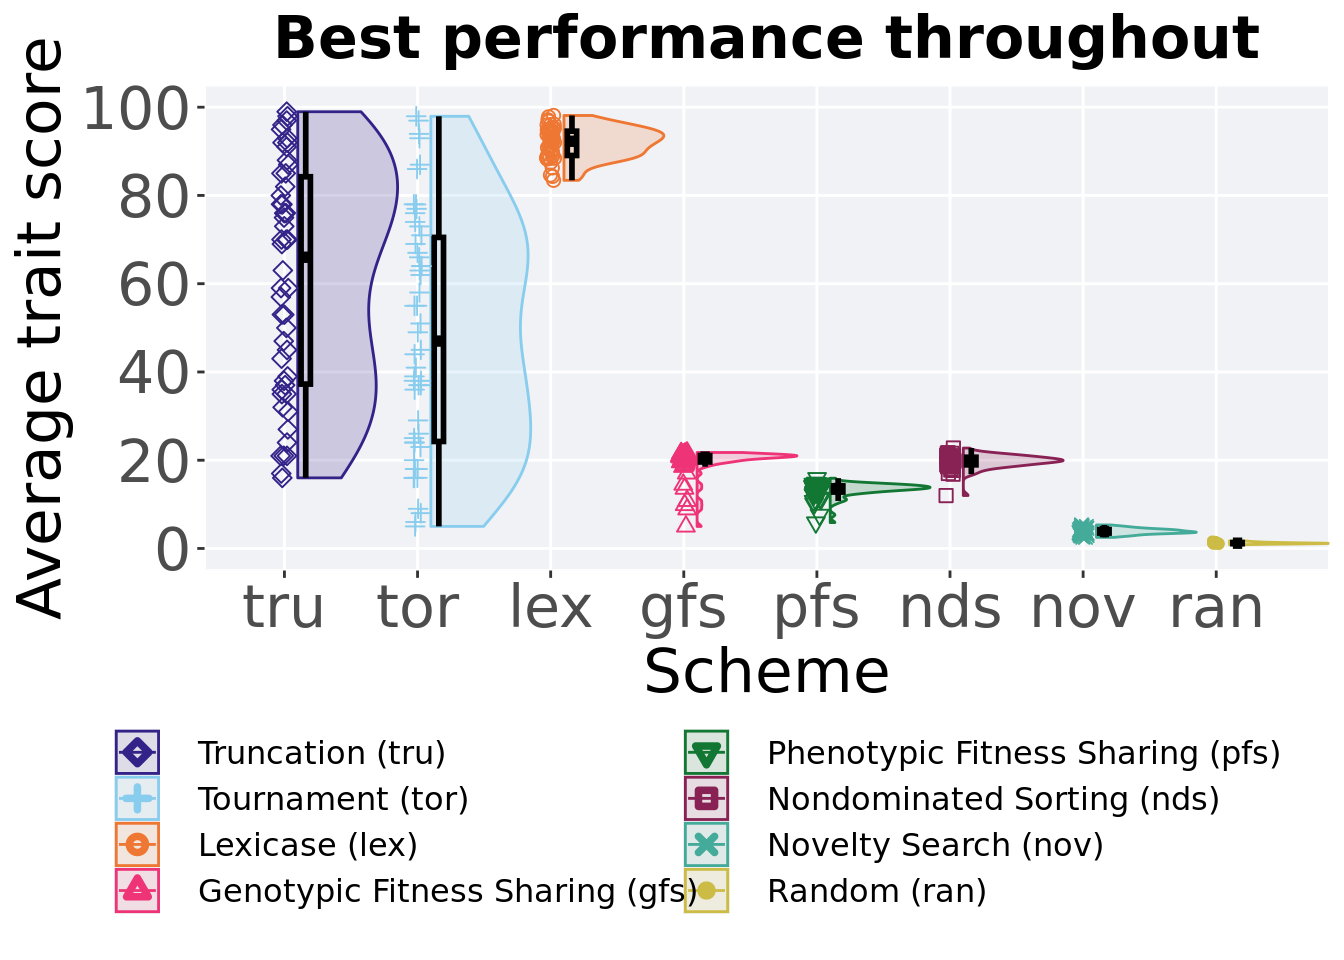 Best performance throughout
Average trait score
100
80
60
40
20
0
tru tor lex gfs pfs nds nov ran
Scheme
Truncation (tru)
Tournament (tor)
Lexicase (lex)
Genotypic Fitness Sharing (gfs)
Phenotypic Fitness Sharing (pfs)
Nondominated Sorting (nds)
Novelty Search (nov)
Random (ran)